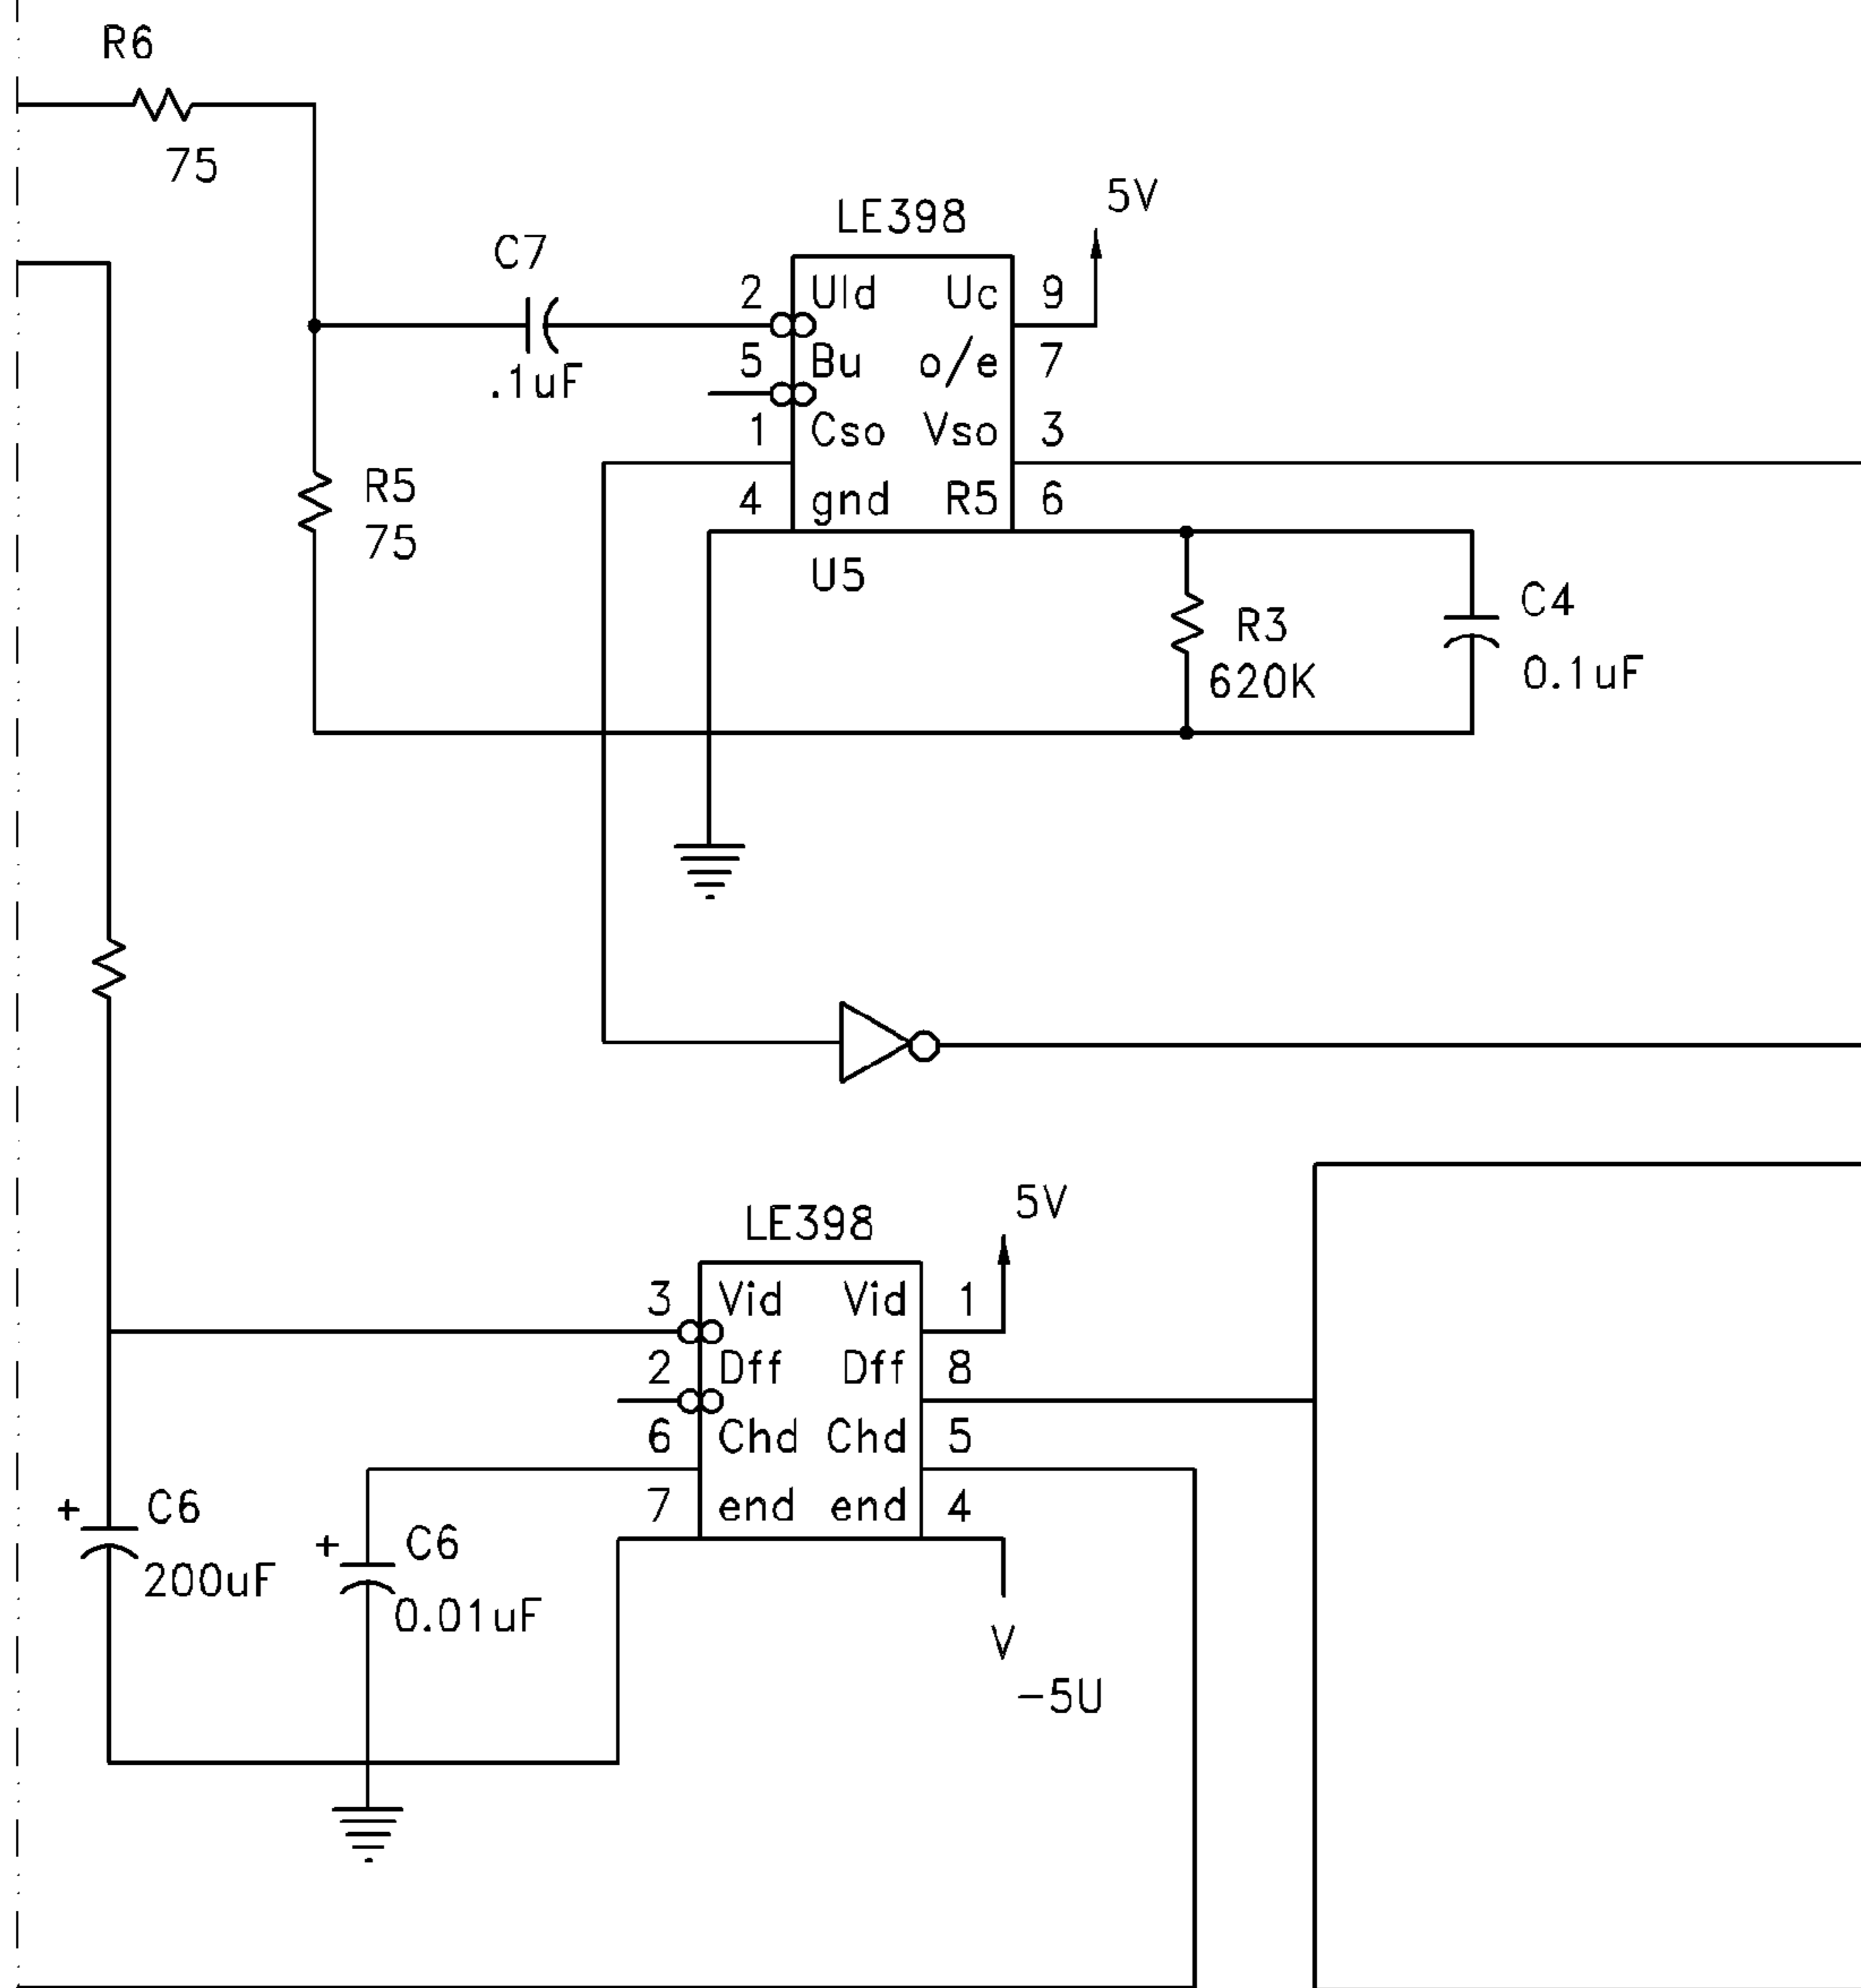 R6
75
5V
LE398
C7
.1uF
2 Uld Uc 9
5 Bu o/e 7
1 Cso Vso 3
4 gnd R5 6
U5
R5
75
R3
620K
C4
0.1uF
5V
LE398
3 Vid Vid 1
2 Dff Dff 8
6 Chd Chd 5
7 end end 4
+ C6
200uF
+ C6
0.01uF
V
-5U